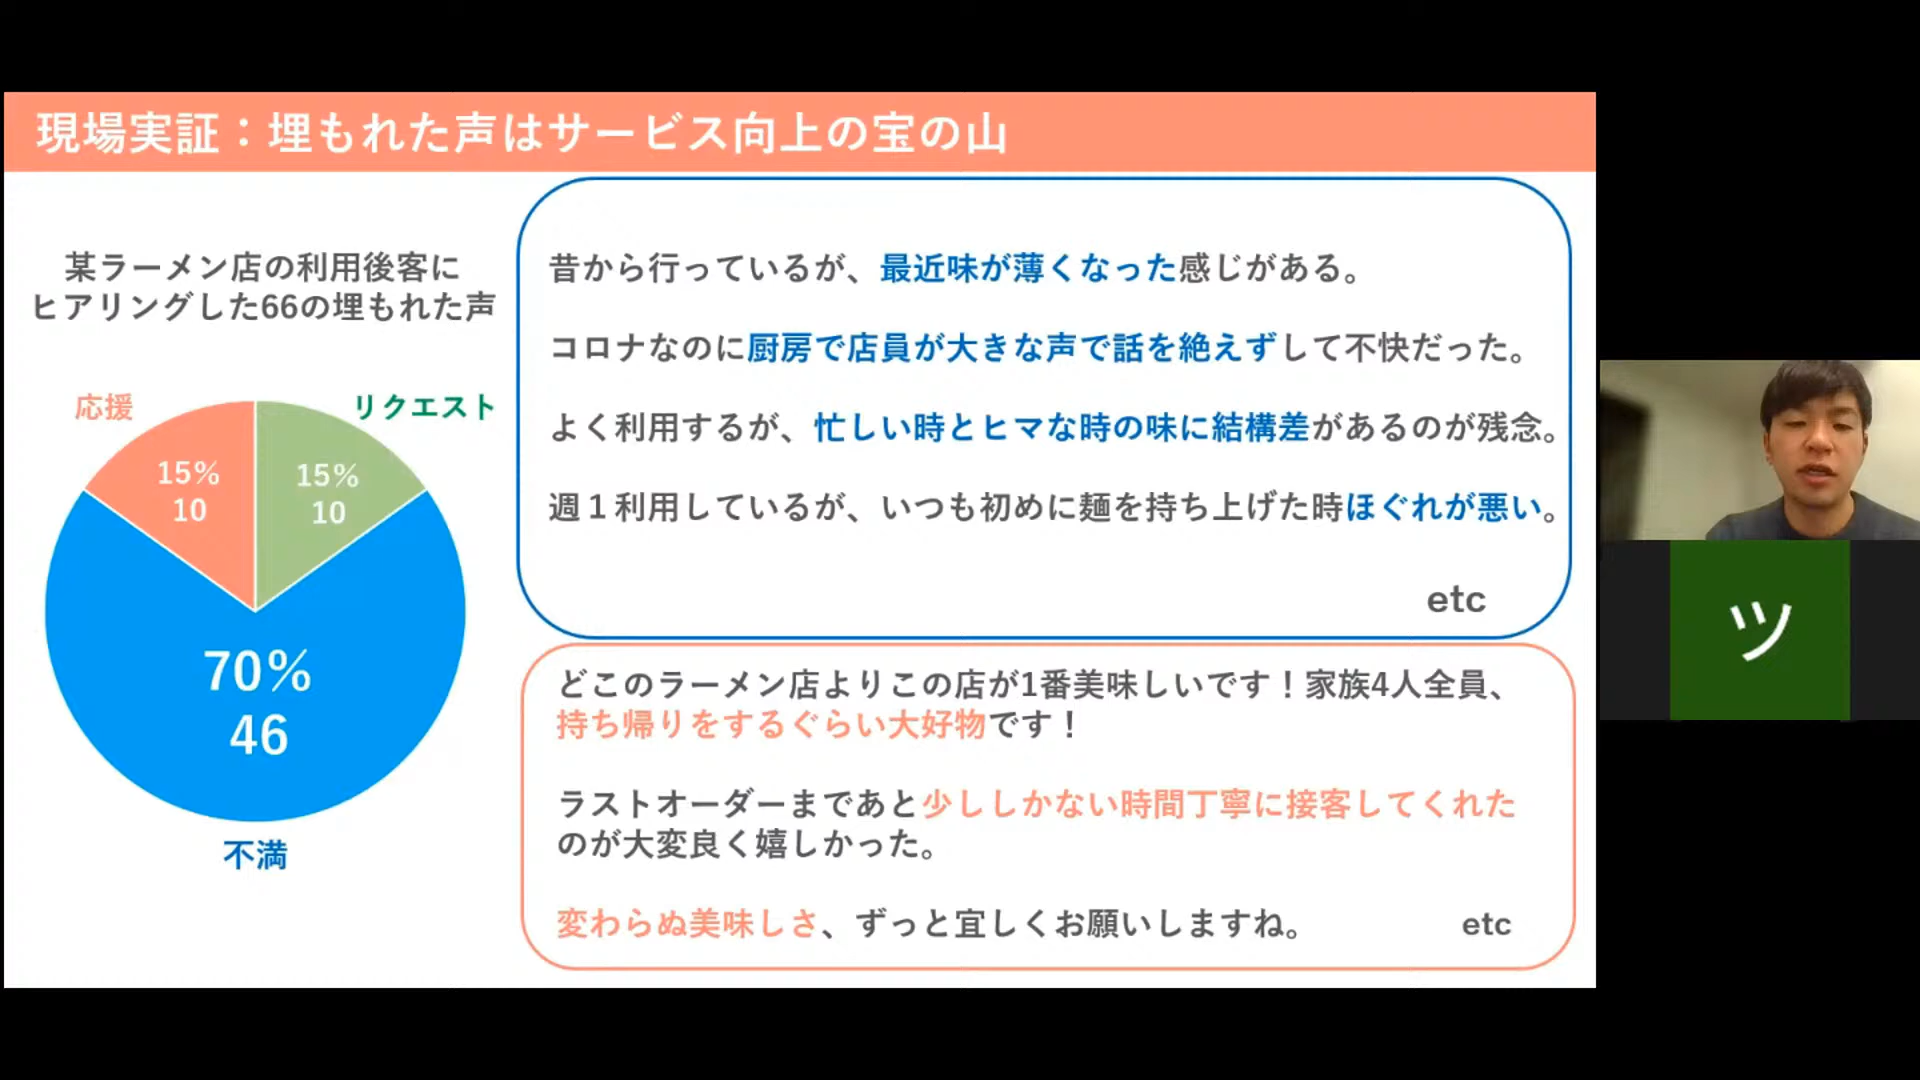 現場実証：埋もれた声はサービス向上の宝の山
某ラーメン店の利用後客に
ヒアリングした66の埋もれた声
応援
リクエスト
15%
10
15%
10
70%
46
不満
昔から行っているが、最近味が薄くなった感じがある。
コロナなのに厨房で店員が大きな声で話を絶えずして不快だった。
よく利用するが、忙しい時とヒマな時の味に結構差があるのが残念。
週１利用しているが、いつも初めに麺を持ち上げた時ほぐれが悪い。
etc
どこのラーメン店よりこの店が1番美味しいです！家族4人全員、
持ち帰りをするぐらい大好物です！
ラストオーダーまであと少ししかない時間丁寧に接客してくれた
のが大変良く嬉しかった。
変わらぬ美味しさ、ずっと宜しくお願いしますね。
etc
ツ